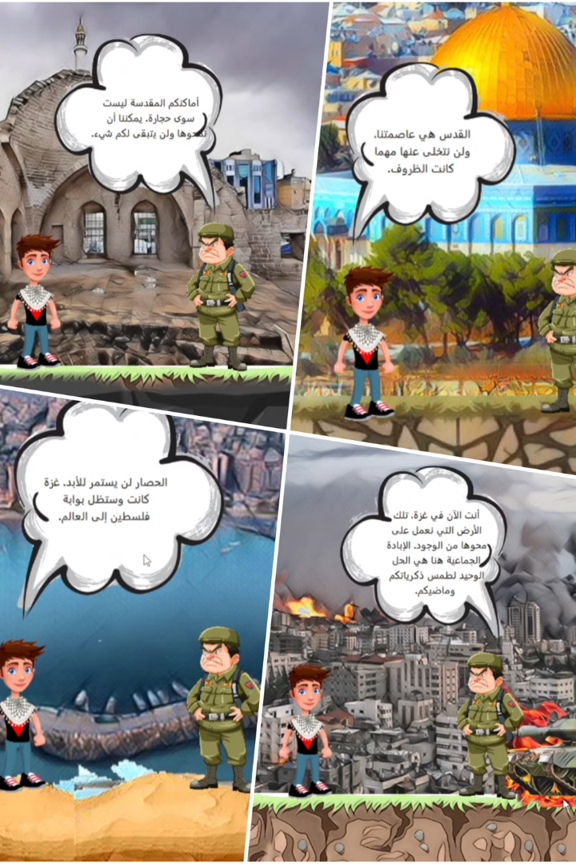 أماكنكم المقدسة ليست
سوى حجارة. يمكننا أن
نمحوها ولن يتبقى لكم شيء.
القدس هي عاصمتنا،
ولن نتخلى عنها مهما
كانت الظروف.
الحصار لن يستمر للأبد. غزة
كانت وستظل بوابة
فلسطين إلى العالم.
أنت الآن في غزة، تلك
الأرض التي نعمل على
محوها من الوجود. الإبادة
الجماعية هنا هي الحل
الوحيد لطمس ذكرياتكم
وماضيكم.